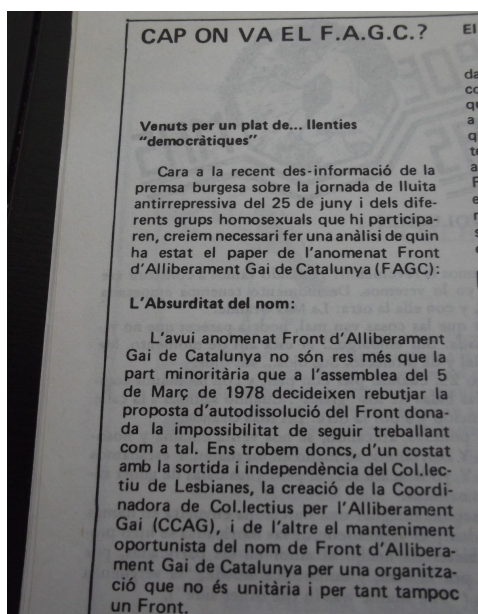 CAP ON VA EL F.A.G.C.?
Venuts per un plat de... llenties
“democràtiques”
Cara a la recent des-informació de la
premsa burgesa sobre la jornada de lluita
antirrepressiva del 25 de juny i dels dife-
rents grups homosexuals que hi participa-
ren, creiem necessari fer una anàlisi de quin
ha estat el paper de l'anomenat Front
d'Alliberament Gai de Catalunya (FAGC):
L'Absurditat del nom:
L'avui anomenat Front d'Alliberament
Gai de Catalunya no són res més que la
part minoritària que a l'assemblea del 5
de Març de 1978 decideixen rebutjar la
proposta d'autodissolució del Front dona-
da la impossibilitat de seguir treballant
com a tal. Ens trobem doncs, d'un costat
amb la sortida i independència del Col.lec-
tiu de Lesbianes, la creació de la Coordi-
nadora de Col.lectius per l'Alliberament
Gai (CCAG), i de l'altre el manteniment
oportunista del nom de Front d'Allibera-
ment Gai de Catalunya per una organitza-
ció que no és unitària i per tant tampoc
un Front.
El